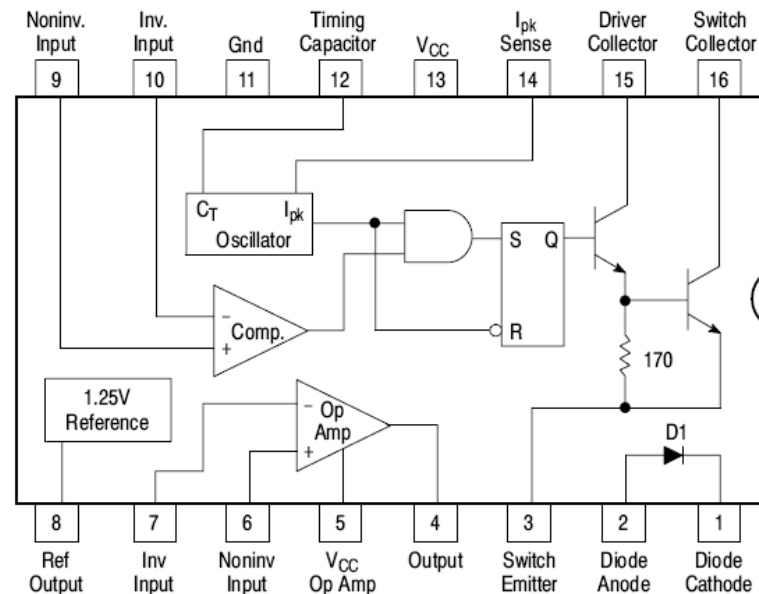 Noninv.
Input
Inv.
Input
Gnd
Timing
Capacitor
VCC
Ipk
Sense
Driver
Collector
Switch
Collector
9
10
11
12
13
14
15
16
CT
Ipk
Oscillator
S
Q
R
−
Comp.
+
170
1.25V
Reference
−
Op
Amp
+
D1
8
7
6
5
4
3
2
1
Ref
Output
Inv
Input
Noninv
Input
VCC
Op Amp
Output
Switch
Emitter
Diode
Anode
Diode
Cathode